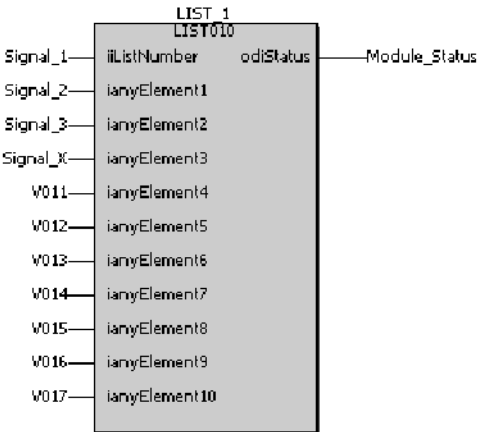 LIST_1
LIST010
Signal_1 iiListNumber odiStatus Module_Status
Signal_2 ianyElement1
Signal_3 ianyElement2
Signal_X ianyElement3
V011 ianyElement4
V012 ianyElement5
V013 ianyElement6
V014 ianyElement7
V015 ianyElement8
V016 ianyElement9
V017 ianyElement10